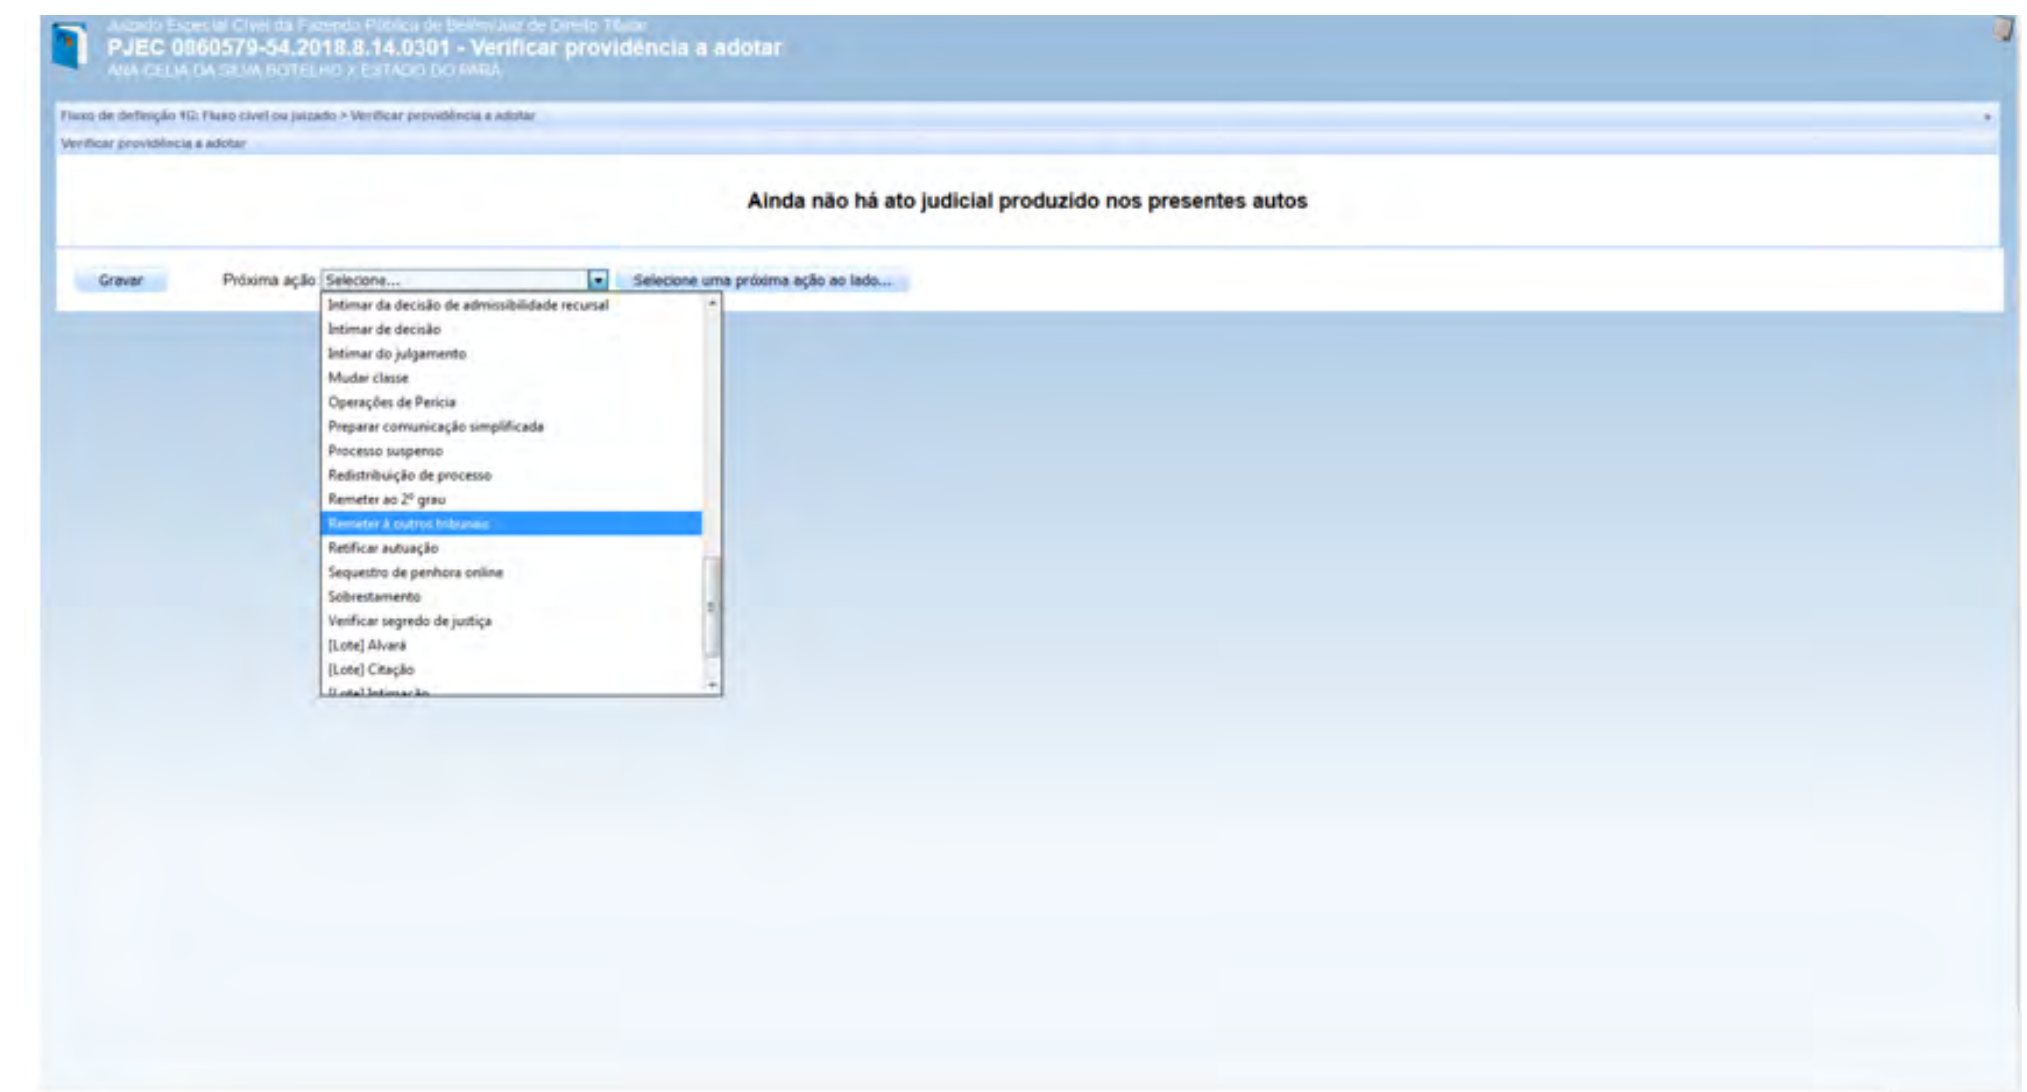 Juizado Especial Cível da Fazenda Pública de Belém/Juiz de Direito Titular
PJEC 0860579-54.2018.8.14.0301 - Verificar providência a adotar
ANA CELIA DA SILVA BOTELHO X ESTADO DO PARÁ
Fluxo de definição 1G: Fluxo cível ou juizado > Verificar providência a adotar
Verificar providência a adotar
Ainda não há ato judicial produzido nos presentes autos
Gravar Próxima ação Selecione... Selecione uma próxima ação ao lado...
Intimar da decisão de admissibilidade recursal
Intimar de decisão
Intimar do julgamento
Mudar classe
Operações de Perícia
Preparar comunicação simplificada
Processo suspenso
Redistribuição de processo
Remeter ao 2º grau
Remeter à outros tribunais
Retificar autuação
Sequestro de penhora online
Sobrestamento
Verificar segredo de justiça
[Lote] Alvará
[Lote] Citação
[Lote] Intimação